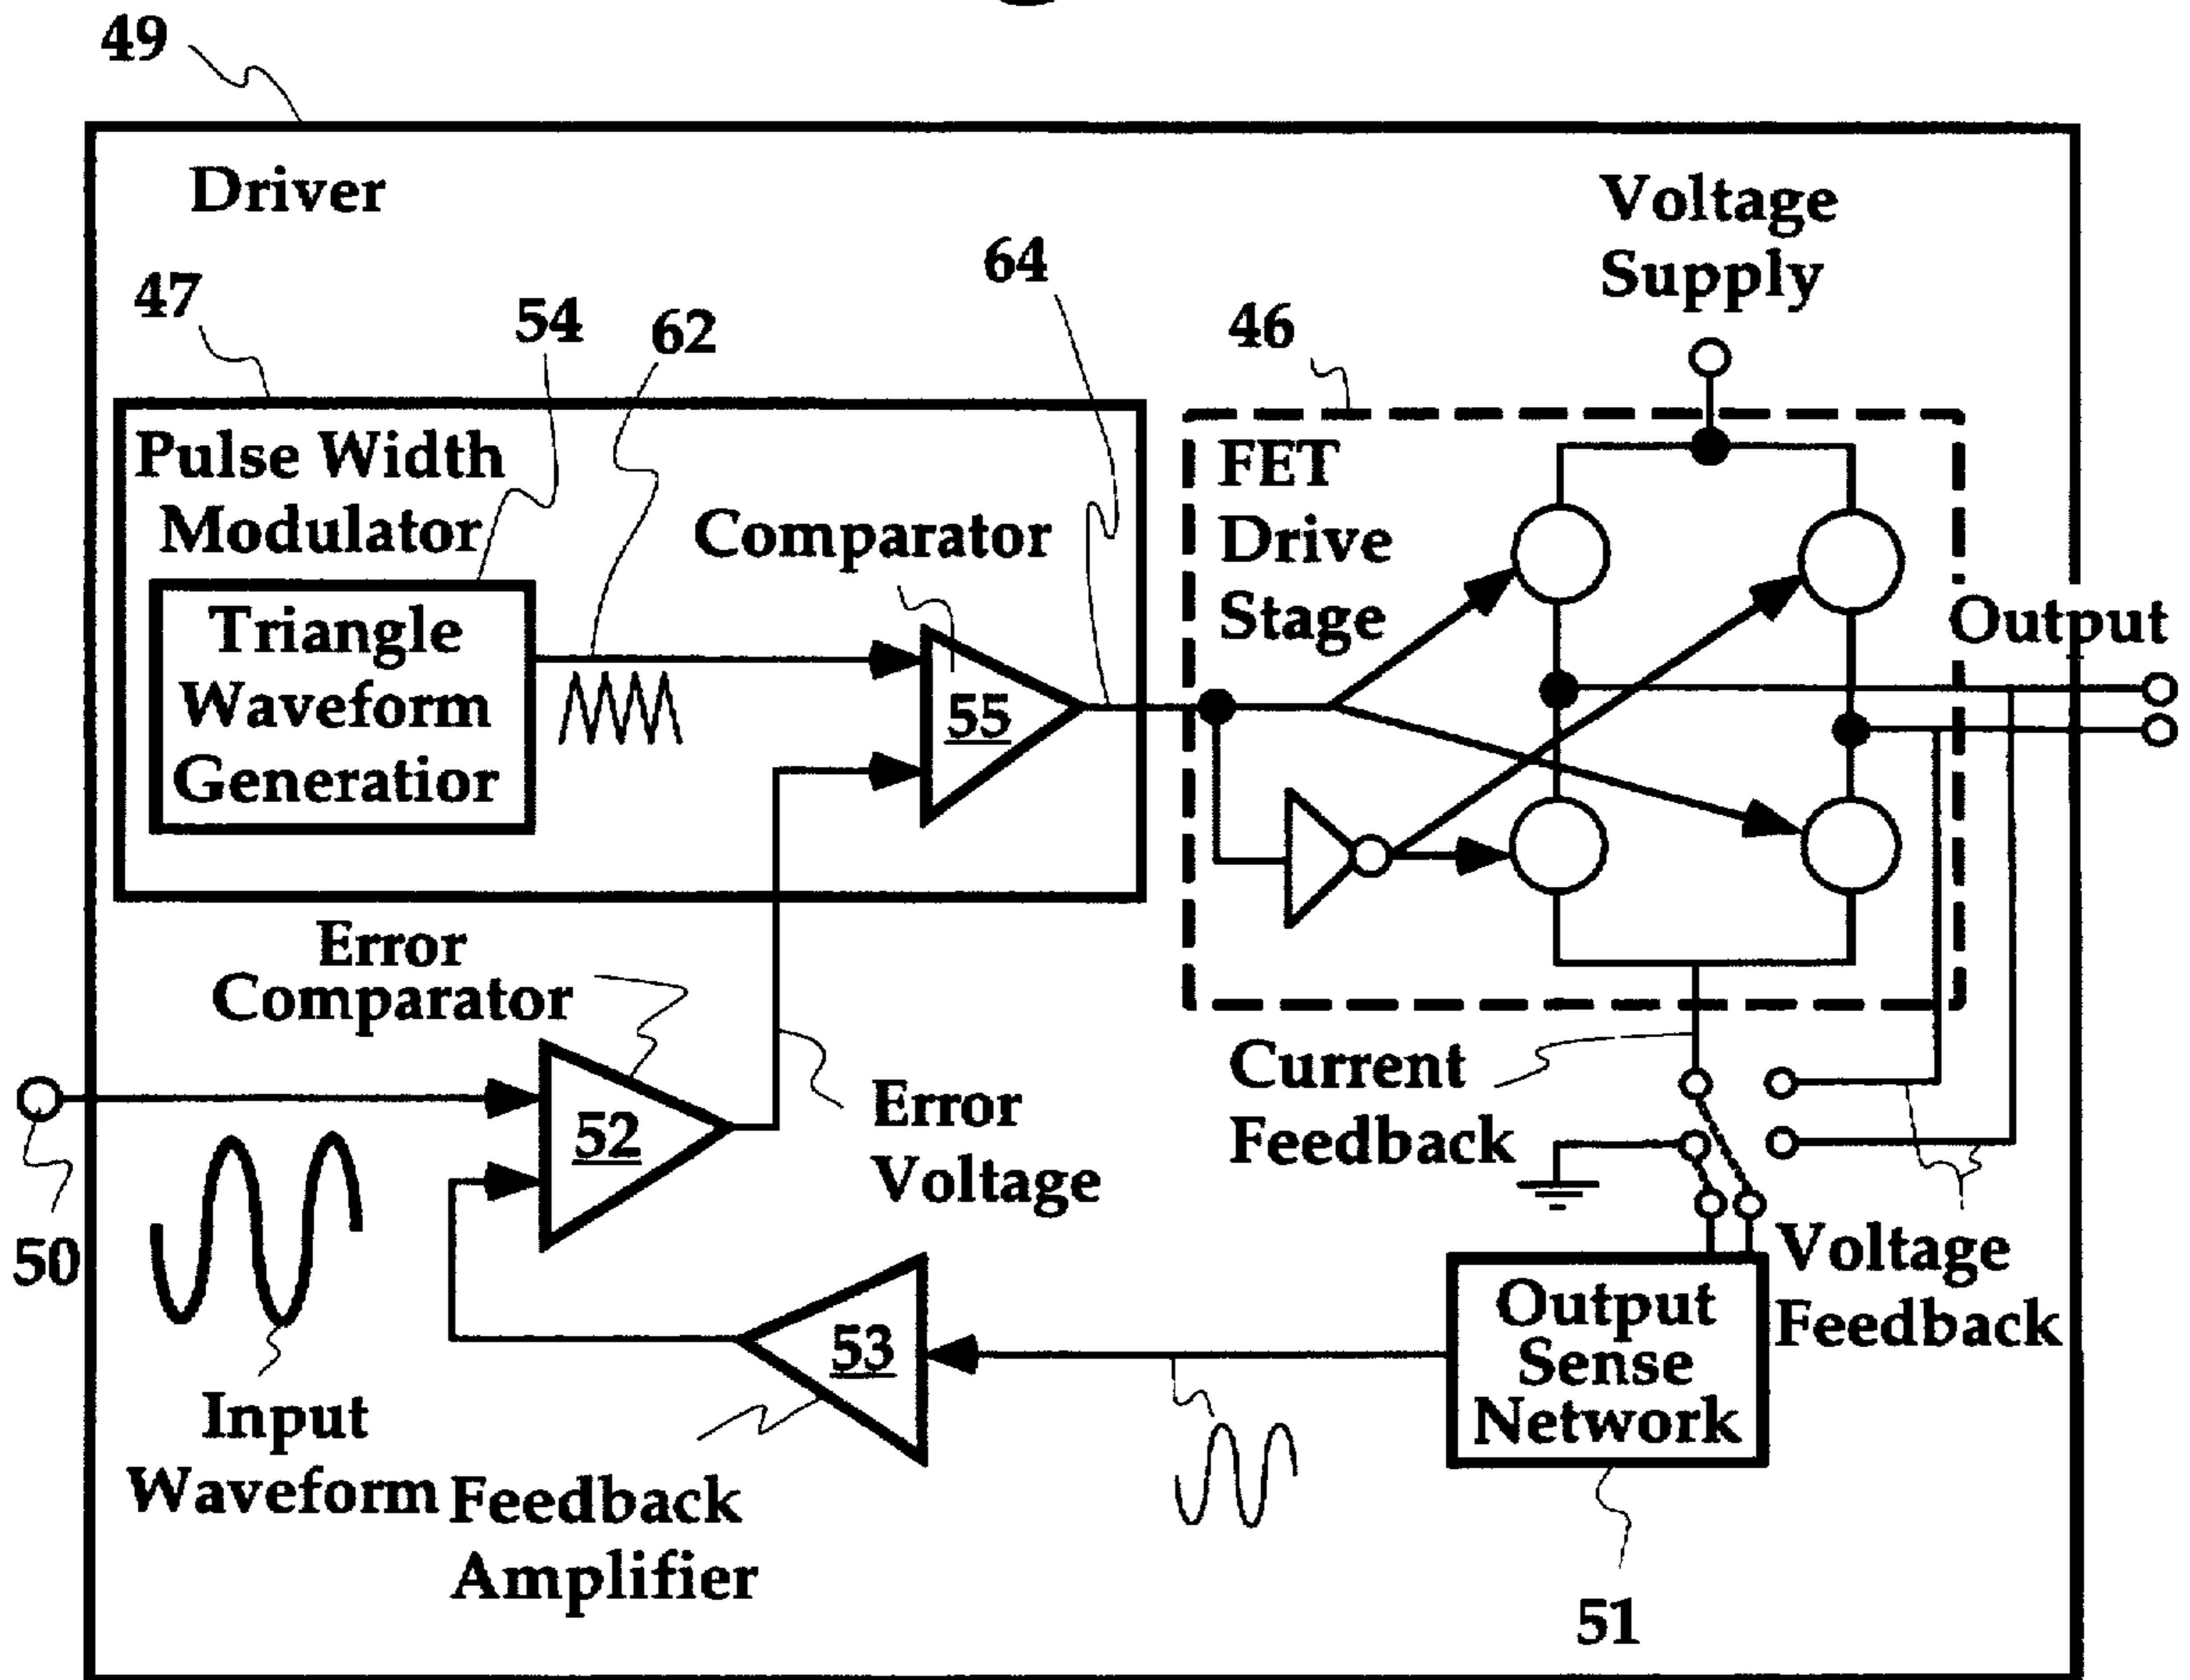 49
Driver
Voltage
Supply
47
54
62
64
46
Pulse Width
Modulator
Comparator
FET
Drive
Stage
Triangle
Waveform
Generatior
55
Output
Error
Comparator
52
Error
Voltage
Current
Feedback
50
Voltage
Feedback
Output
Sense
Network
53
Input
Waveform
Feedback
Amplifier
51